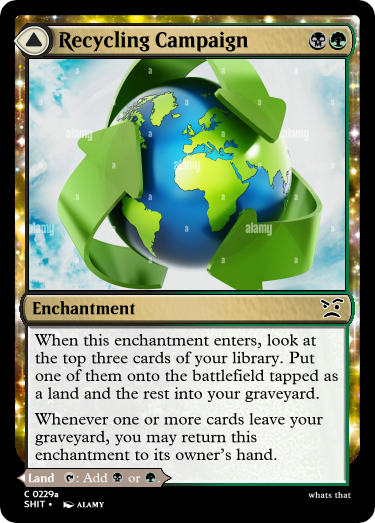 Recycling Campaign
a
alamy
a
a
alamy
a
a
alamy
a
alamy
a
a
Enchantment
When this enchantment enters, look at
the top three cards of your library. Put
one of them onto the battlefield tapped as
a land and the rest into your graveyard.
Whenever one or more cards leave your
graveyard, you may return this
enchantment to its owner's hand.
Land : Add or .
C 0229a
SHIT • ALAMY
whats that